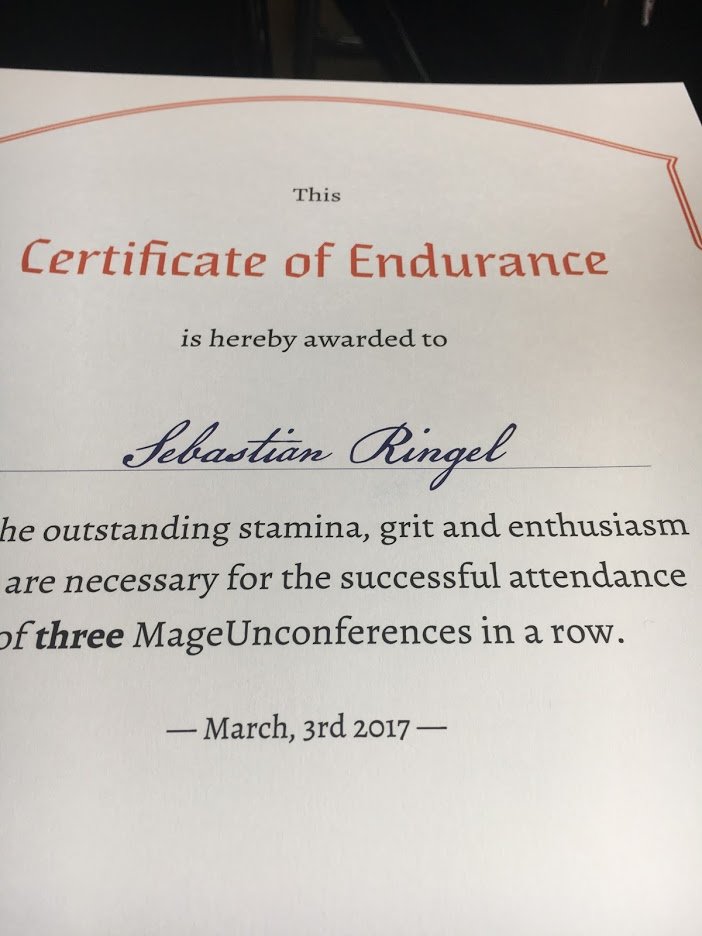 This
Certificate of Endurance
is hereby awarded to
Sebastian Ringel
he outstanding stamina, grit and enthusiasm
are necessary for the successful attendance
of three MageUnconferences in a row.
— March, 3rd 2017 —